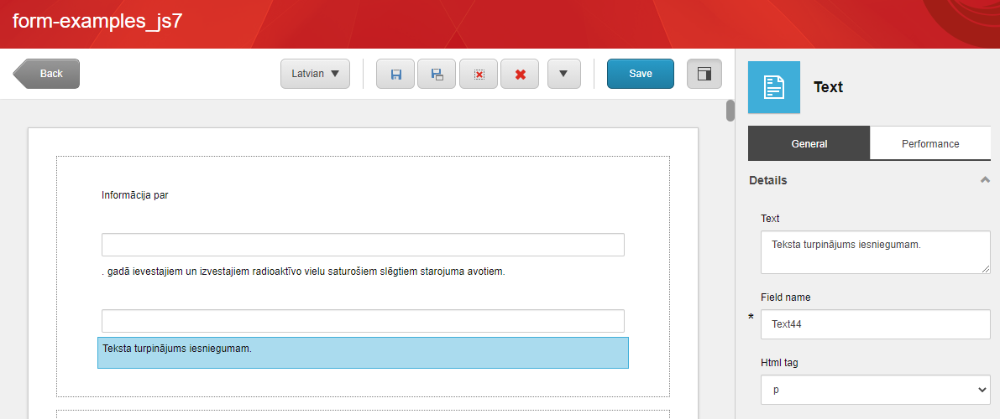 form-examples_js7
Back
Latvian
Save
Text
General
Performance
Details
Informācija par
. gadā ievestajiem un izvestajiem radioaktīvo vielu saturošiem slēgtiem starojuma avotiem.
Teksta turpinājums iesniegumam.
Text
Teksta turpinājums iesniegumam.
Field name
* Text44
Html tag
p